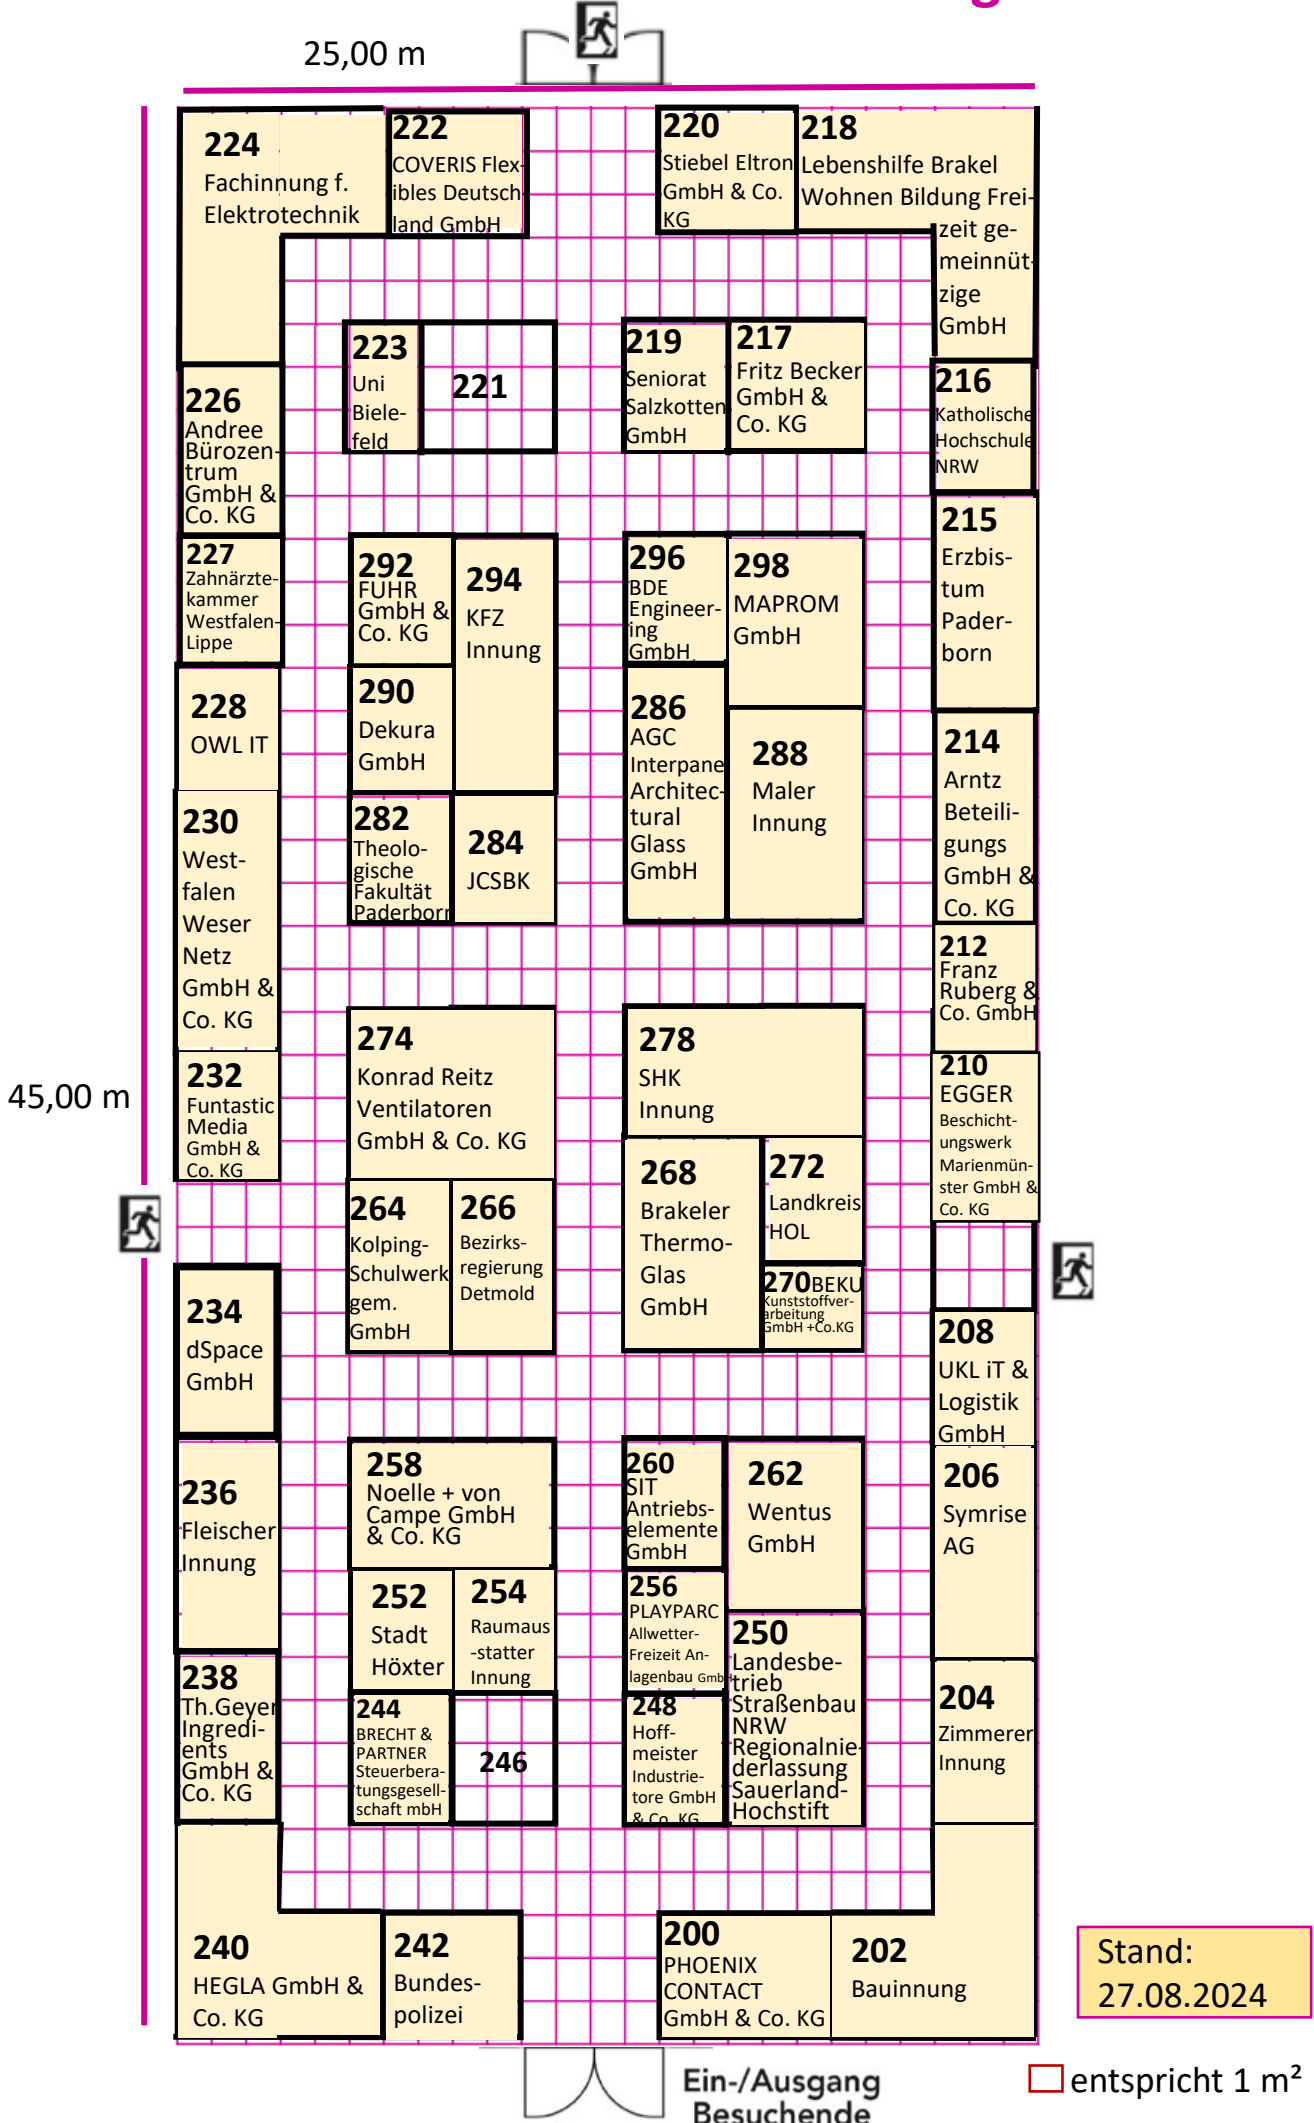 25,00 m
224
Fachinnung f.
Elektrotechnik
222
COVERIS Flex-
ibles Deutsch-
land GmbH
220
Stiebel Eltron
GmbH & Co.
KG
218
Lebenshilfe Brakel
Wohnen Bildung Frei-
zeit ge-
meinnüt-
zige
GmbH
223
Uni
Biele-
feld
221
219
Seniorat
Salzkotten
GmbH
217
Fritz Becker
GmbH &
Co. KG
216
Katholische
Hochschule
NRW
226
Andree
Bürozen-
trum
GmbH &
Co. KG
215
Erzbis-
tum
Pader-
born
227
Zahnärzte-
kammer
Westfalen-
Lippe
292
FUHR
GmbH &
Co. KG
294
KFZ
Innung
296
BDE
Engineer-
ing
GmbH
298
MAPROM
GmbH
228
OWL IT
290
Dekura
GmbH
286
AGC
Interpane
Architec-
tural
Glass
GmbH
288
Maler
Innung
214
Arntz
Beteili-
gungs
GmbH &
Co. KG
230
West-
falen
Weser
Netz
GmbH &
Co. KG
282
Theolo-
gische
Fakultät
Paderborn
284
JCSBK
212
Franz
Ruberg &
Co. GmbH
45,00 m
232
Funtastic
Media
GmbH &
Co. KG
274
Konrad Reitz
Ventilatoren
GmbH & Co. KG
278
SHK
Innung
210
EGGER
Beschicht-
ungswerk
Marienmün-
ster GmbH &
Co. KG
264
Kolping-
Schulwerk
gem.
GmbH
266
Bezirks-
regierung
Detmold
268
Brakeler
Thermo-
Glas
GmbH
272
Landkreis
HOL
270 BEKU
Kunststoffver-
arbeitung
GmbH +Co.KG
234
dSpace
GmbH
208
UKL iT &
Logistik
GmbH
236
Fleischer
Innung
258
Noelle + von
Campe GmbH
& Co. KG
260
SIT
Antriebs-
elemente
GmbH
262
Wentus
GmbH
206
Symrise
AG
252
Stadt
Höxter
254
Raumaus
-statter
Innung
256
PLAYPARC
Allwetter-
Freizeit An-
lagenbau GmbH
250
Landesbe-
trieb
Straßenbau
NRW
Regionalnie-
derlassung
Sauerland-
Hochstift
238
Th.Geyer
Ingredi-
ents
GmbH &
Co. KG
244
BRECHT &
PARTNER
Steuerbera-
tungsgesell-
schaft mbH
246
248
Hoff-
meister
Industrie-
tore GmbH
& Co. KG
204
Zimmerer
Innung
240
HEGLA GmbH &
Co. KG
242
Bundes-
polizei
200
PHOENIX
CONTACT
GmbH & Co. KG
202
Bauinnung
Stand:
27.08.2024
Ein-/Ausgang
Besuchende
entspricht 1 m²